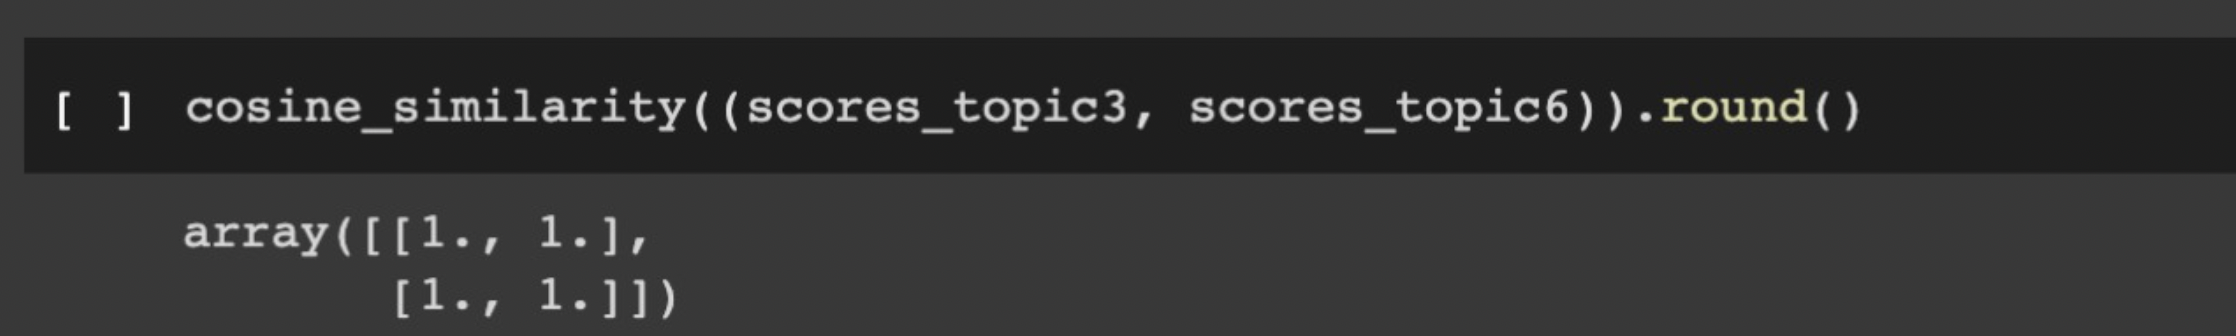 [ ] cosine_similarity((scores_topic3, scores_topic6)).round()
array([[1., 1.],
[1., 1.]])